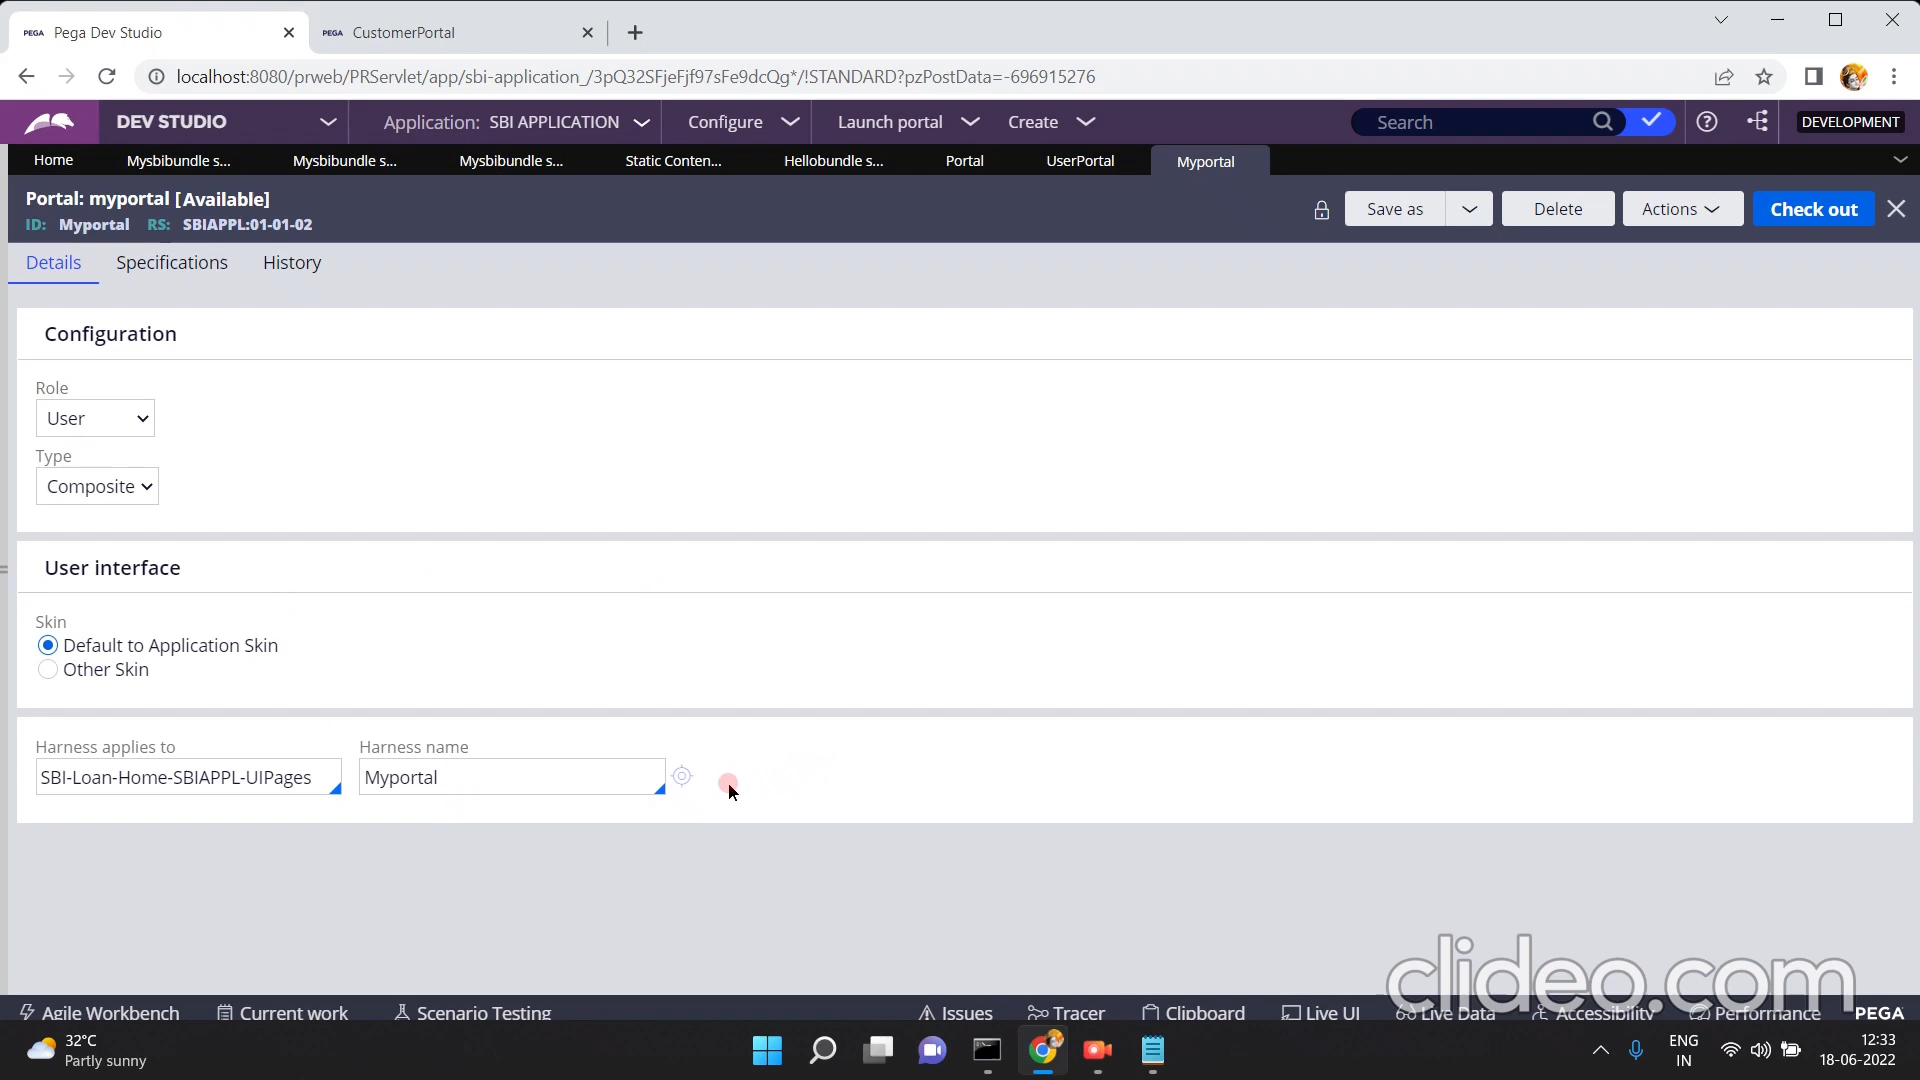 PEGA Pega Dev Studio
PEGA CustomerPortal
localhost:8080/prweb/PRServlet/app/sbi-application_/3pQ32SFjeFjf97sFe9dcQg*/!STANDARD?pzPostData=-696915276
DEV STUDIO
Application: SBI APPLICATION
Configure
Launch portal
Create
Search
DEVELOPMENT
Home
Mysbibundle s...
Mysbibundle s...
Mysbibundle s...
Static Conten...
Hellobundle s...
Portal
UserPortal
Myportal
Portal: myportal [Available]
ID: Myportal RS: SBIAPPL:01-01-02
Save as
Delete
Actions
Check out
Details
Specifications
History
Configuration
Role
User
Type
Composite
User interface
Skin
Default to Application Skin
Other Skin
Harness applies to
Harness name
SBI-Loan-Home-SBIAPPL-UIPages
Myportal
clideo.com
Agile Workbench
Current work
Scenario Testing
Issues
Tracer
Clipboard
Live UI
Live Data
Accessibility
Performance
PEGA
32°C
Partly sunny
ENG
IN
12:33
18-06-2022